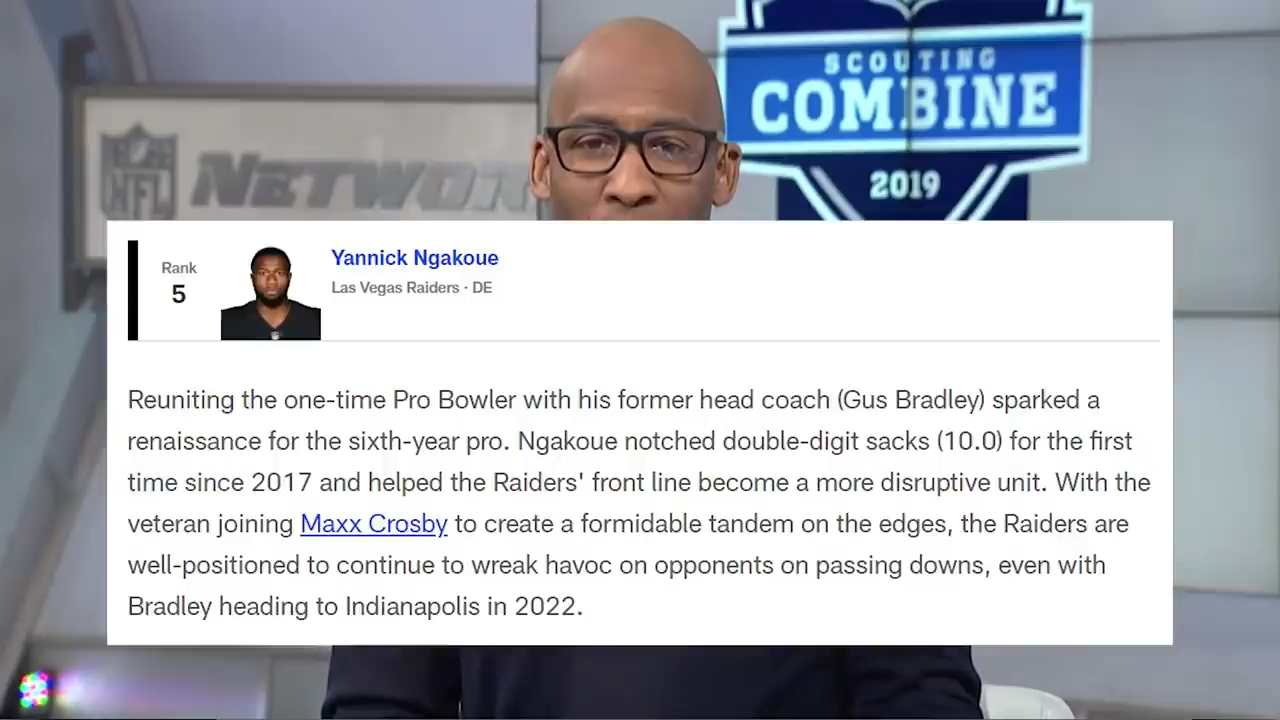 SCOUTING
COMBINE
2019
NFL
NETWORK
Rank
5
Yannick Ngakoue
Las Vegas Raiders · DE
Reuniting the one-time Pro Bowler with his former head coach (Gus Bradley) sparked a
renaissance for the sixth-year pro. Ngakoue notched double-digit sacks (10.0) for the first
time since 2017 and helped the Raiders' front line become a more disruptive unit. With the
veteran joining Maxx Crosby to create a formidable tandem on the edges, the Raiders are
well-positioned to continue to wreak havoc on opponents on passing downs, even with
Bradley heading to Indianapolis in 2022.